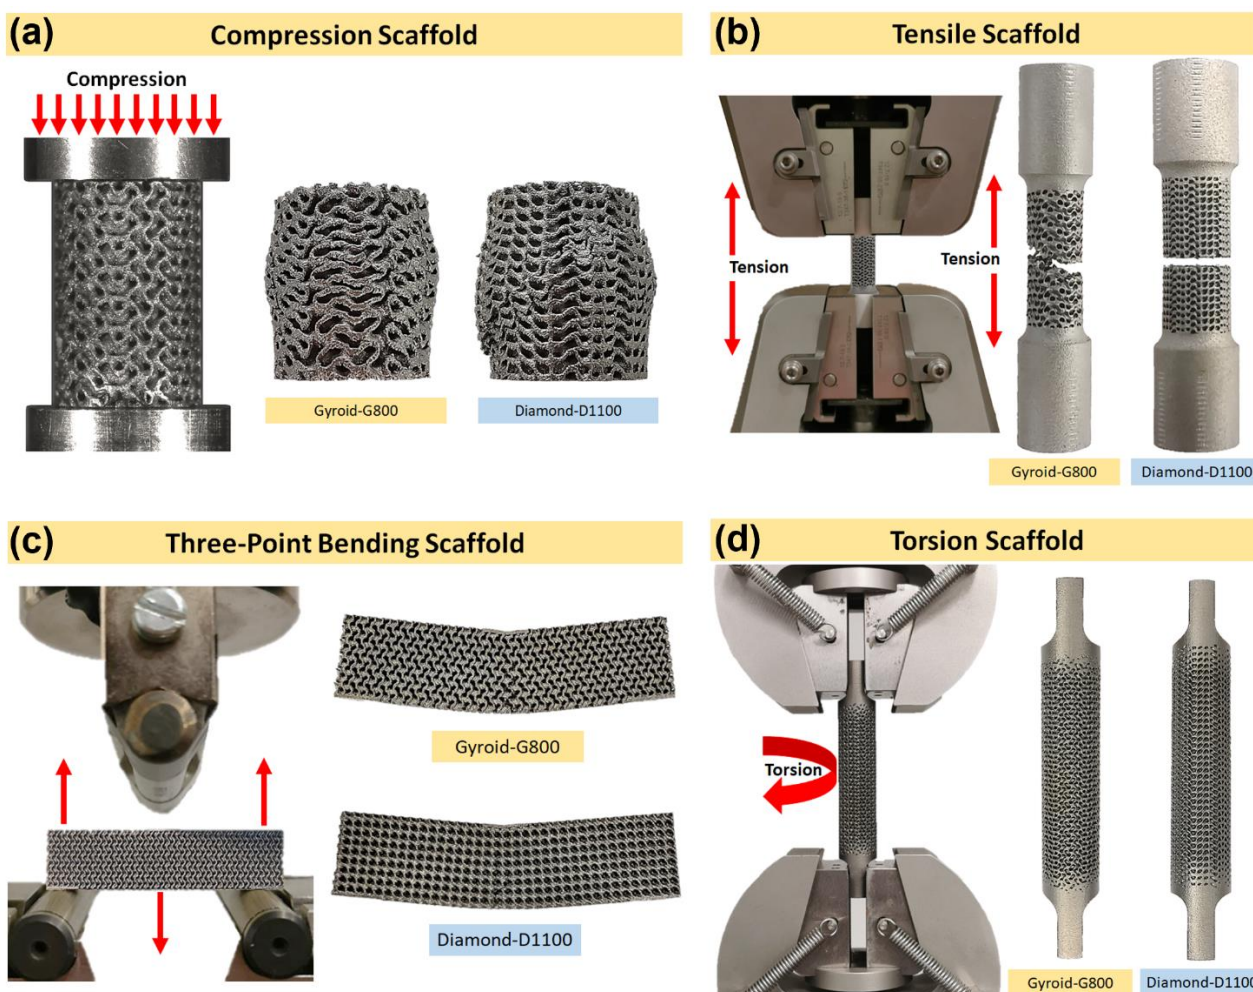 (a)
Compression Scaffold
Compression
Gyroid-G800
Diamond-D1100
(b)
Tensile Scaffold
Tension
Tension
Gyroid-G800
Diamond-D1100
(c)
Three-Point Bending Scaffold
Gyroid-G800
Diamond-D1100
(d)
Torsion Scaffold
Torsion
Gyroid-G800
Diamond-D1100